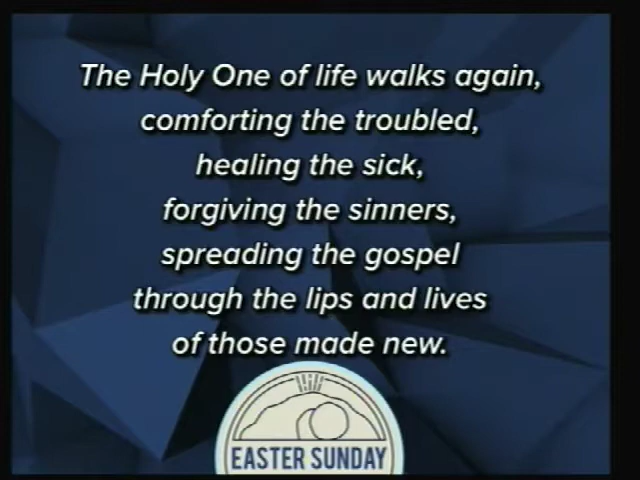 The Holy One of life walks again,
comforting the troubled,
healing the sick,
forgiving the sinners,
spreading the gospel
through the lips and lives
of those made new.
EASTER SUNDAY